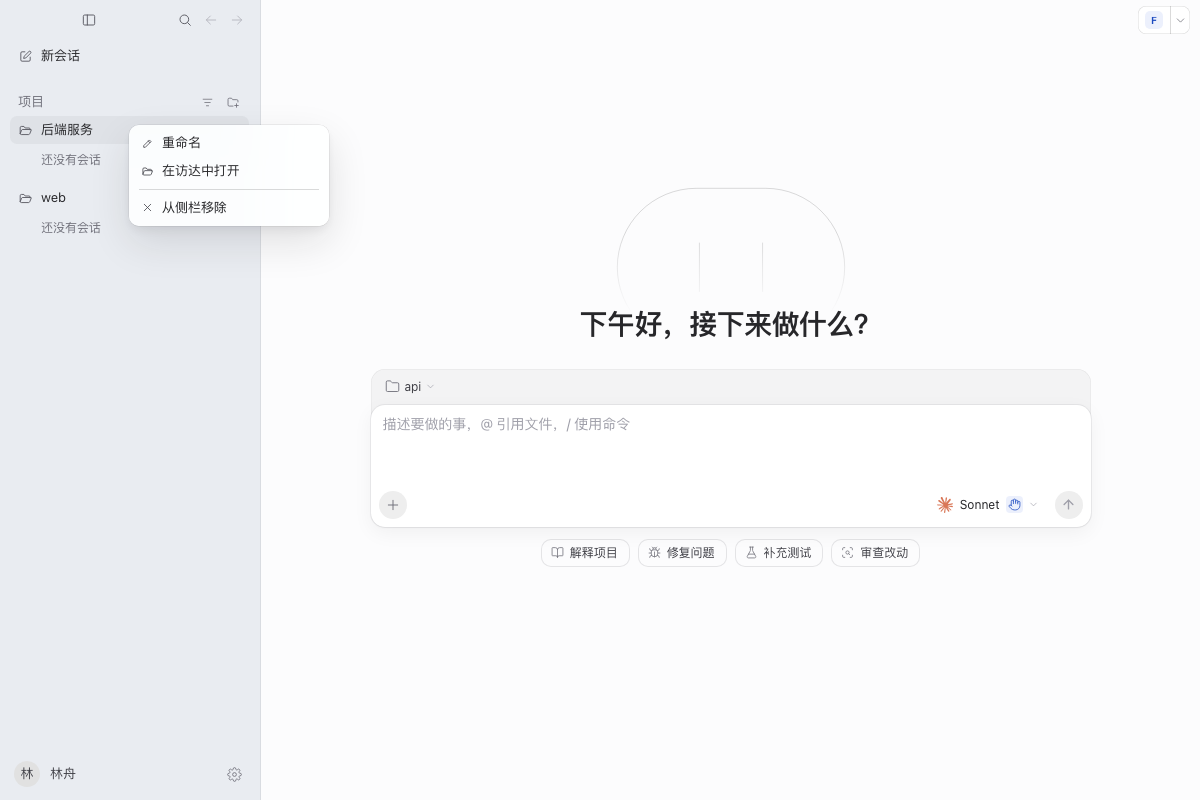 新会话
项目
后端服务
还没有会话
web
还没有会话
重命名
在访达中打开
从侧栏移除
林 林舟
F
下午好，接下来做什么？
api
描述要做的事，@ 引用文件，/ 使用命令
Sonnet
解释项目 修复问题 补充测试 审查改动